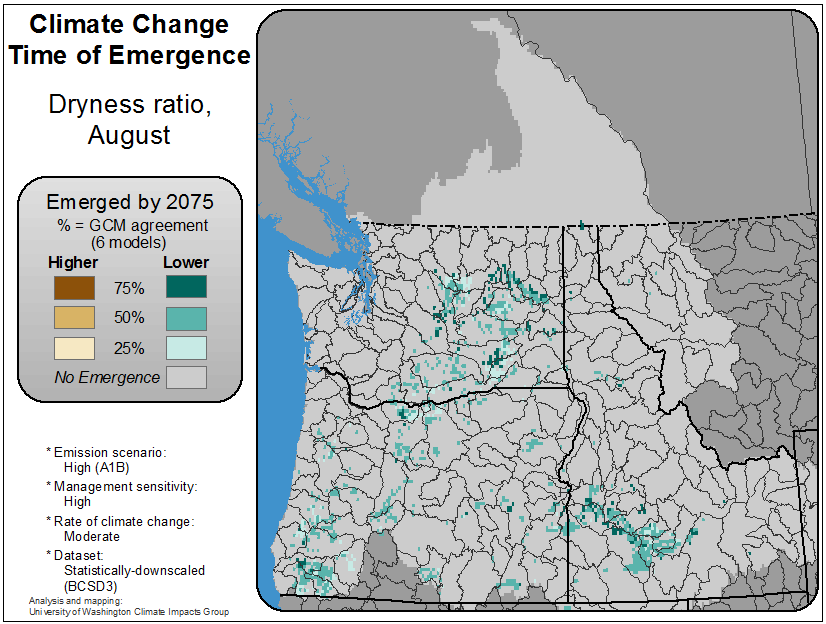 Climate Change
Time of Emergence
Dryness ratio,
August
Emerged by 2075
% = GCM agreement
(6 models)
Higher Lower
75%
50%
25%
No Emergence
* Emission scenario:
High (A1B)
* Management sensitivity:
High
* Rate of climate change:
Moderate
* Dataset:
Statistically-downscaled
(BCSD3)
Analysis and mapping:
University of Washington Climate Impacts Group